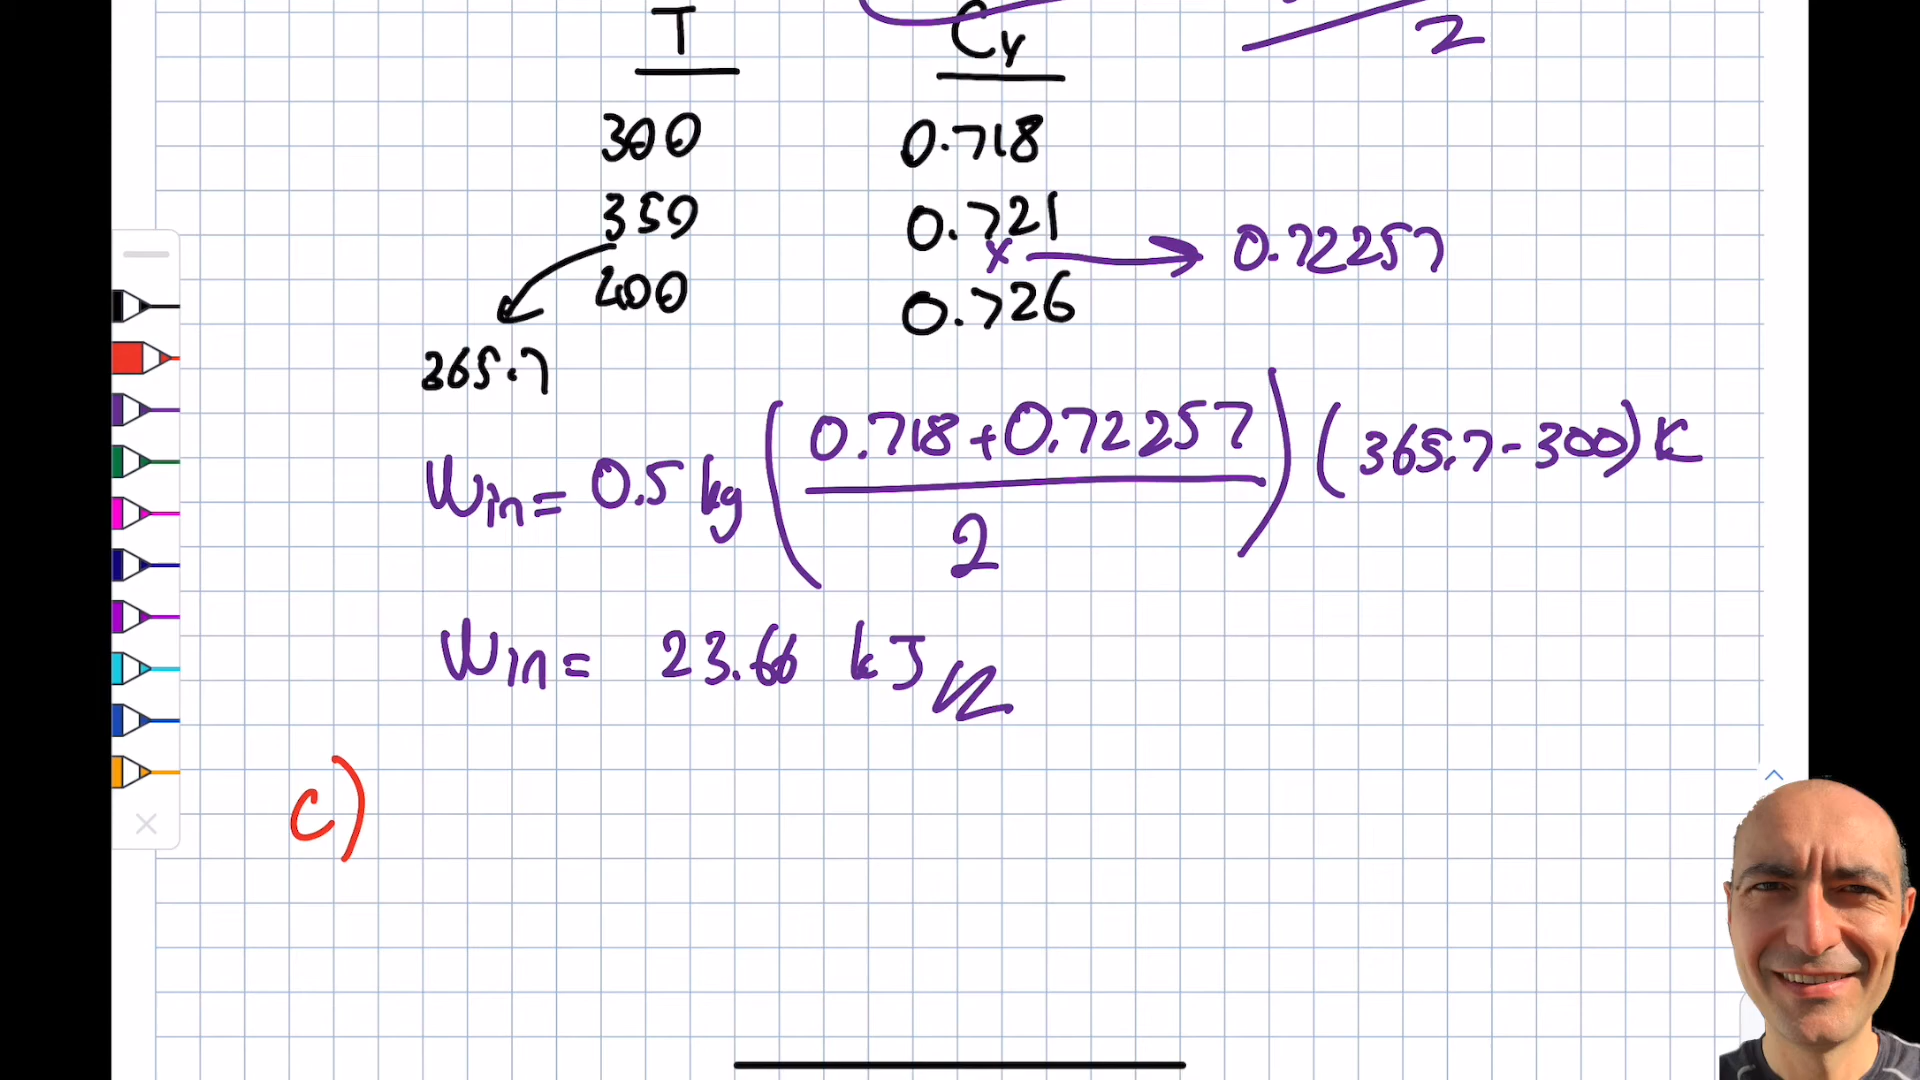 T Cv
2
300 0.718
350 0.721
x → 0.72257
400 0.726
365.7
Win = 0.5 kg ( 0.718 + 0.72257 / 2 ) (365.7 - 300) K
Win = 23.66 kJ
c)